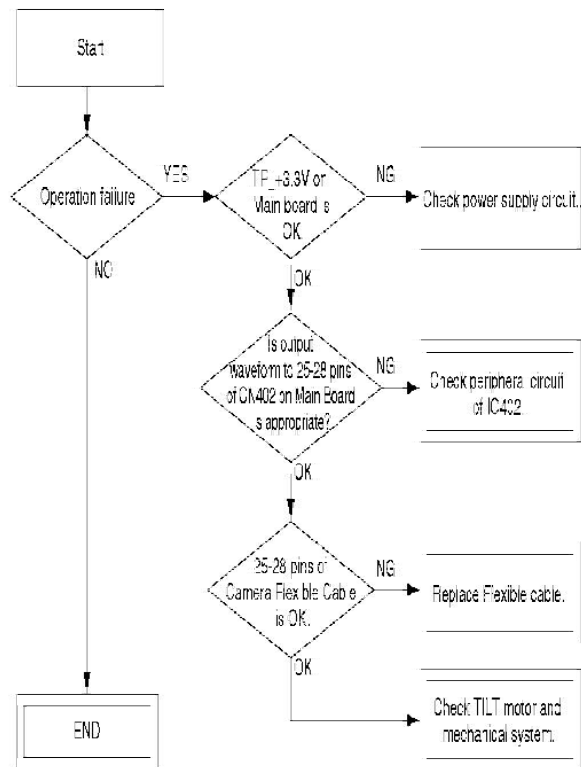 Start
Operation failure
YES
TP_+3.3V on
Main board is
OK.
NG
Check power supply circuit..
NO
OK
Is output
waveform to 25-28 pins
of CN402 on Main Board
is appropriate?
NG
Check peripheral circuit
of IC402
OK
25-28 pins of
Camera Flexible Cable
is OK.
NG
Replace Flexible cable.
OK
Check TILT motor and
mechanical system.
END